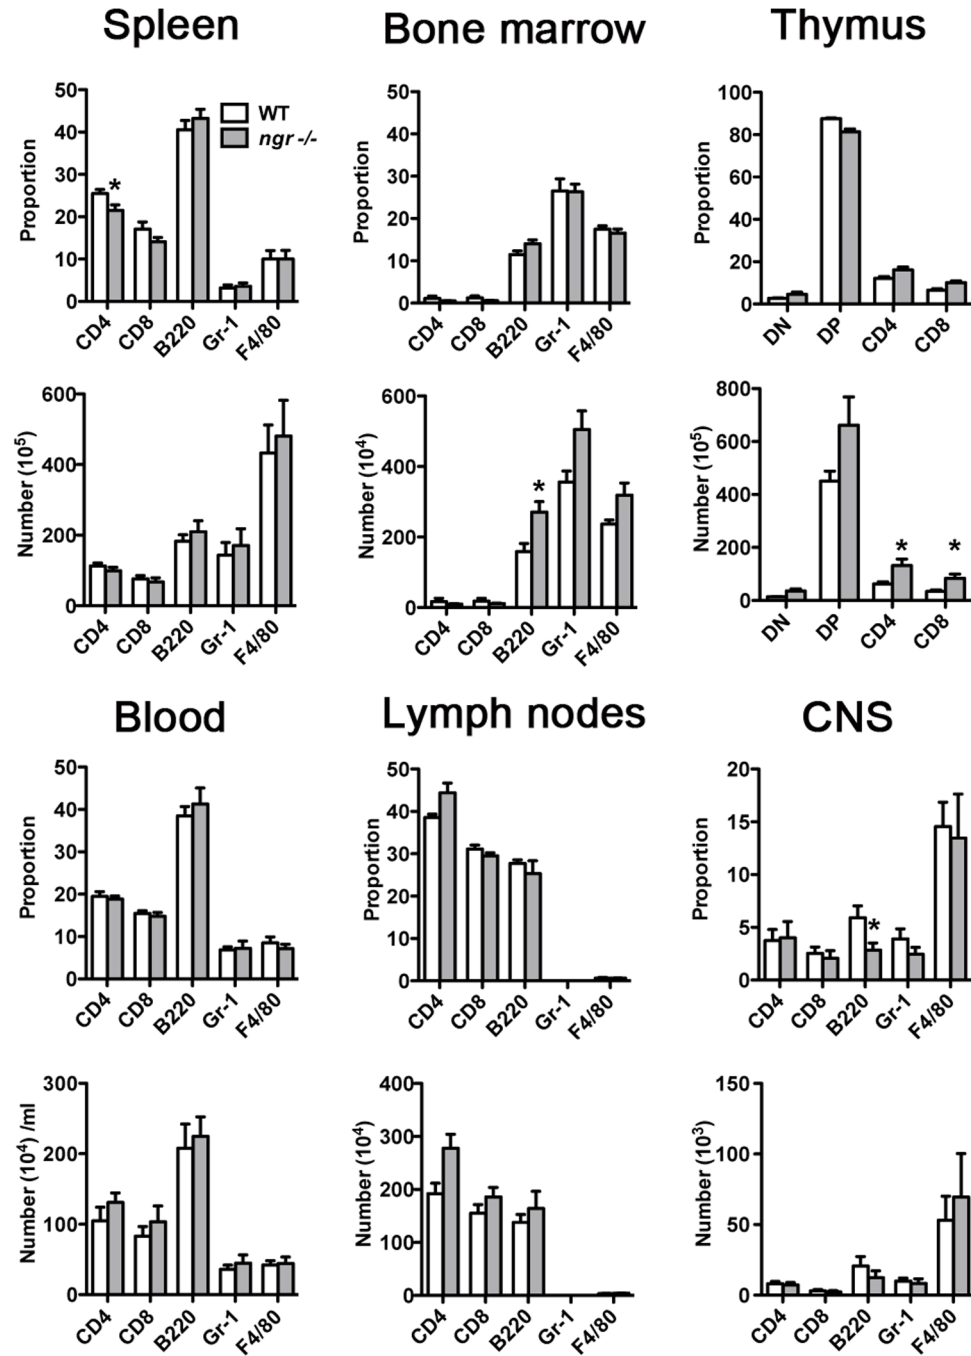 Spleen
Bone marrow
Thymus
50
40
30
20
10
0
Proportion
WT
ngr -/-
*
CD4
CD8
B220
Gr-1
F4/80
50
40
30
20
10
0
Proportion
CD4
CD8
B220
Gr-1
F4/80
100
80
60
40
20
0
Proportion
DN
DP
CD4
CD8
600
400
200
0
Number (10⁵)
CD4
CD8
B220
Gr-1
F4/80
600
400
200
0
Number (10⁴)
*
CD4
CD8
B220
Gr-1
F4/80
800
600
400
200
0
Number (10⁵)
*
*
DN
DP
CD4
CD8
Blood
Lymph nodes
CNS
50
40
30
20
10
0
Proportion
CD4
CD8
B220
Gr-1
F4/80
50
40
30
20
10
0
Proportion
CD4
CD8
B220
Gr-1
F4/80
20
15
10
5
0
Proportion
*
CD4
CD8
B220
Gr-1
F4/80
300
200
100
0
Number (10⁴) /ml
CD4
CD8
B220
Gr-1
F4/80
400
300
200
100
0
Number (10⁴)
CD4
CD8
B220
Gr-1
F4/80
150
100
50
0
Number (10³)
CD4
CD8
B220
Gr-1
F4/80